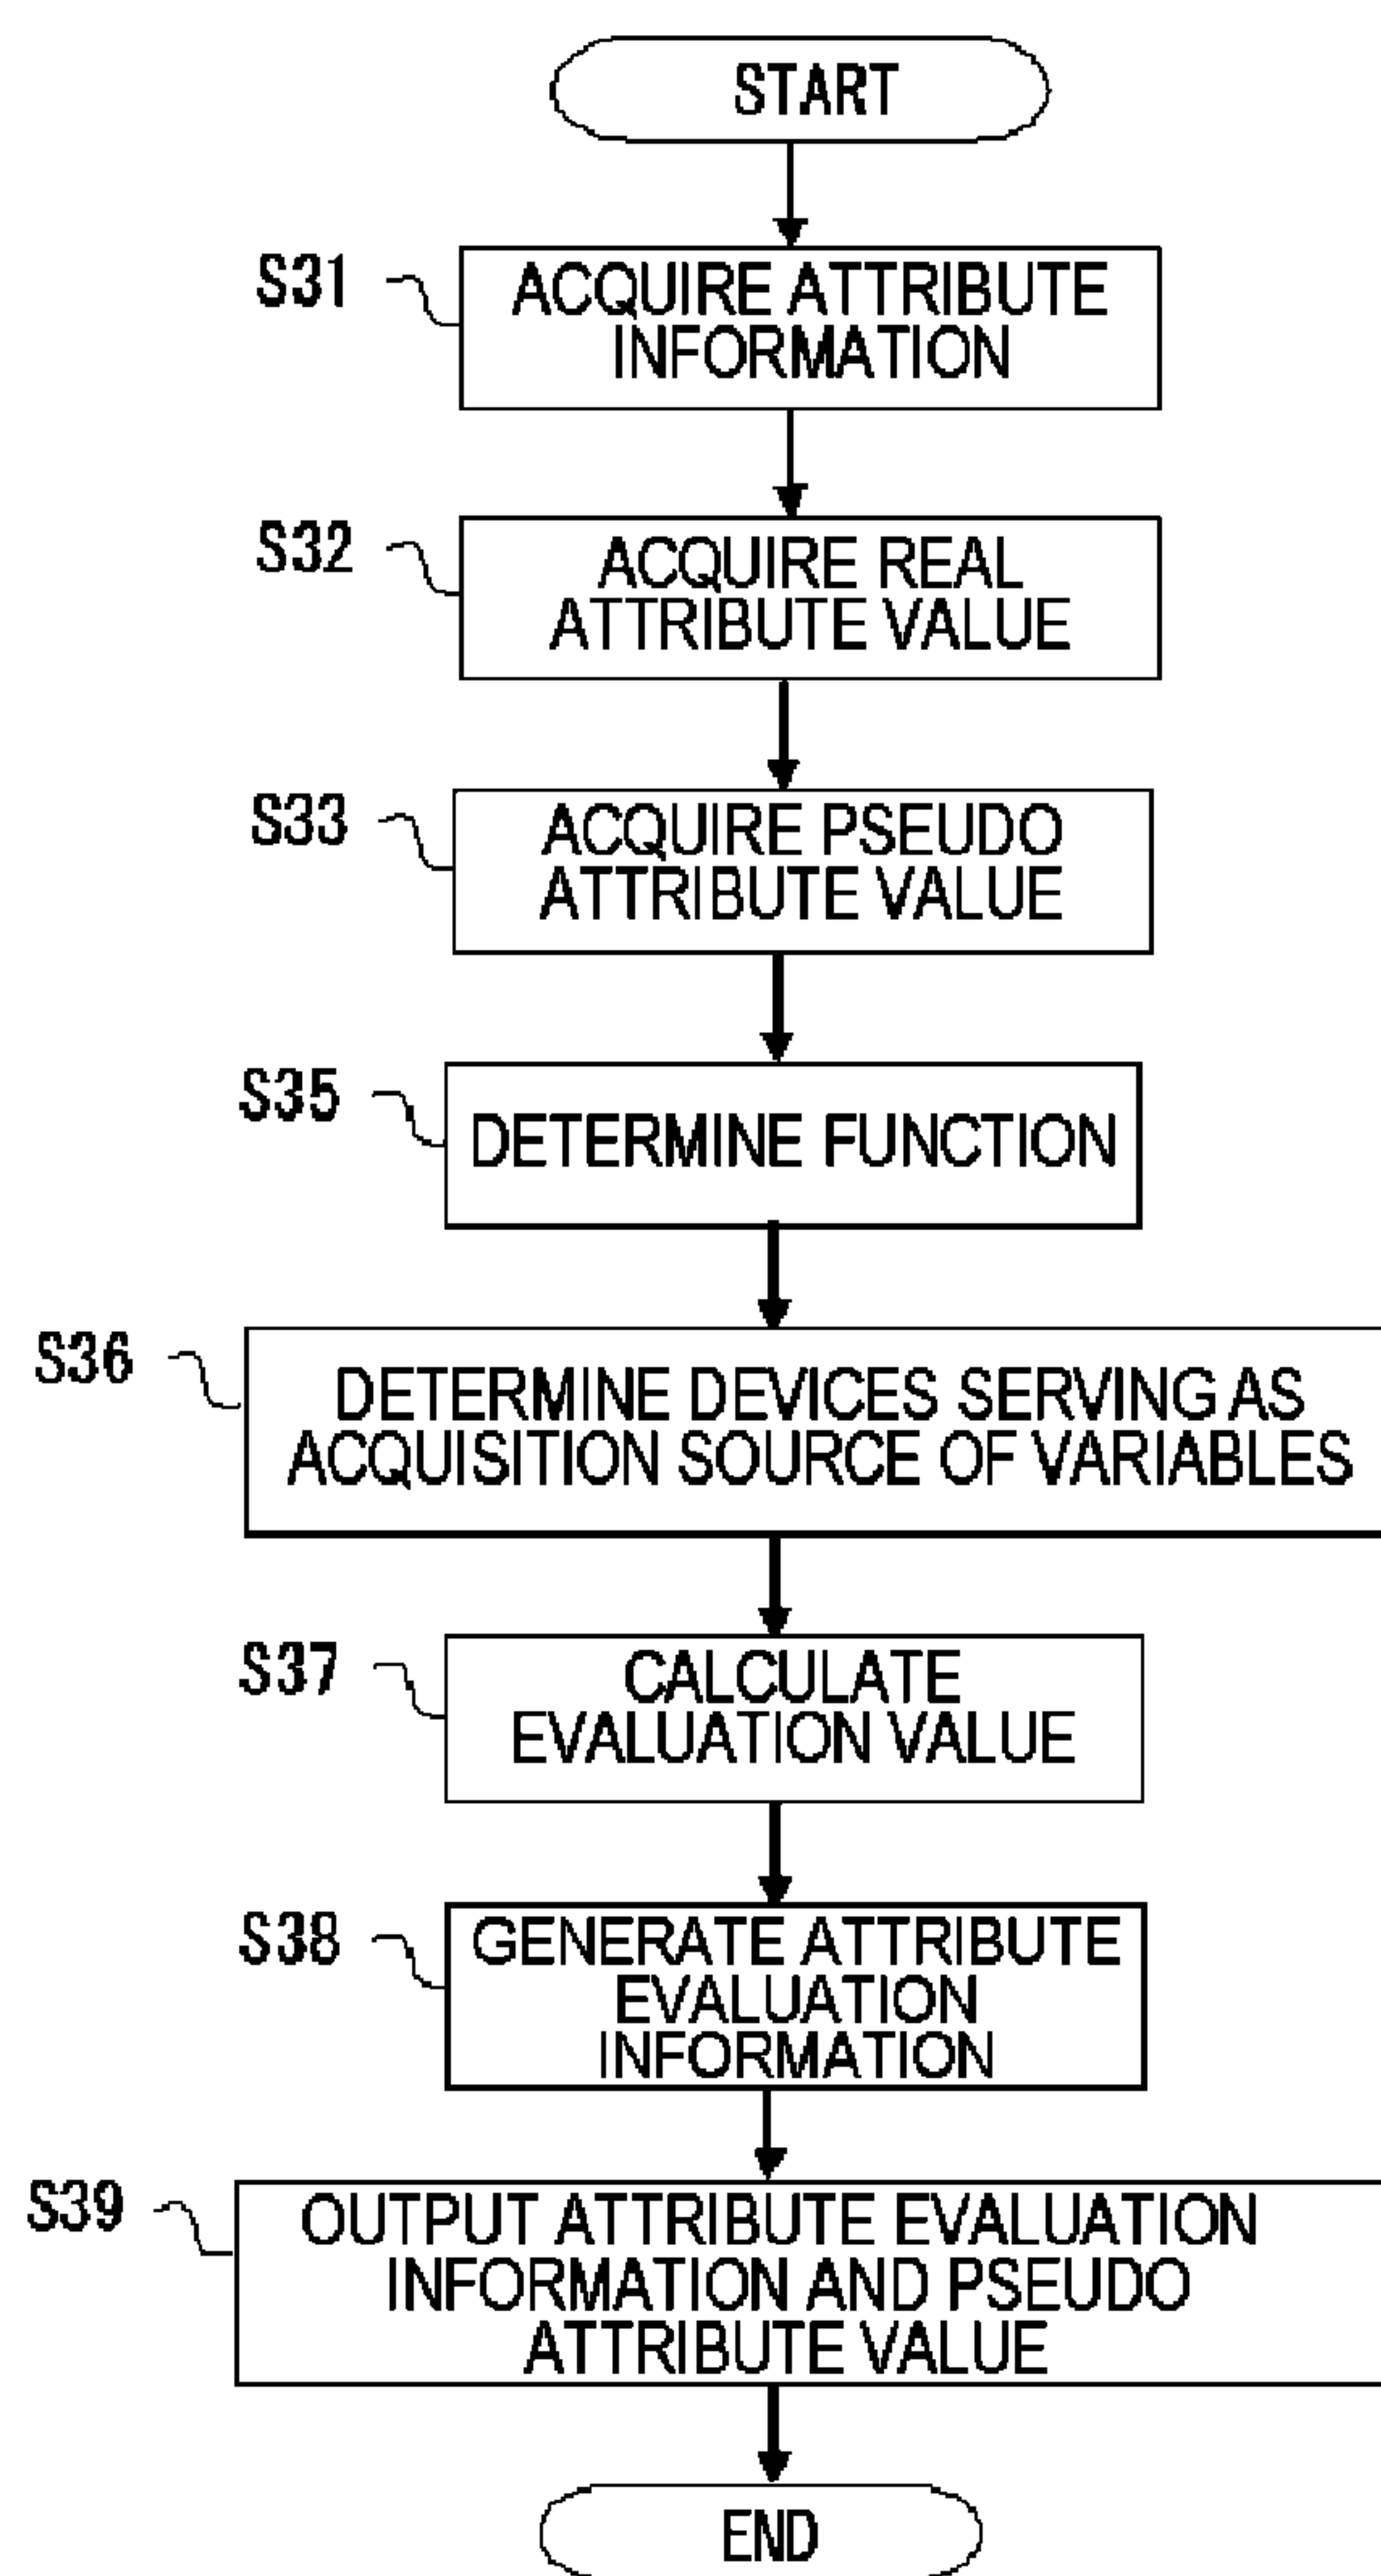 START
S31
ACQUIRE ATTRIBUTE
INFORMATION
S32
ACQUIRE REAL
ATTRIBUTE VALUE
S33
ACQUIRE PSEUDO
ATTRIBUTE VALUE
S35
DETERMINE FUNCTION
S36
DETERMINE DEVICES SERVING AS
ACQUISITION SOURCE OF VARIABLES
S37
CALCULATE
EVALUATION VALUE
S38
GENERATE ATTRIBUTE
EVALUATION
INFORMATION
S39
OUTPUT ATTRIBUTE EVALUATION
INFORMATION AND PSEUDO
ATTRIBUTE VALUE
END